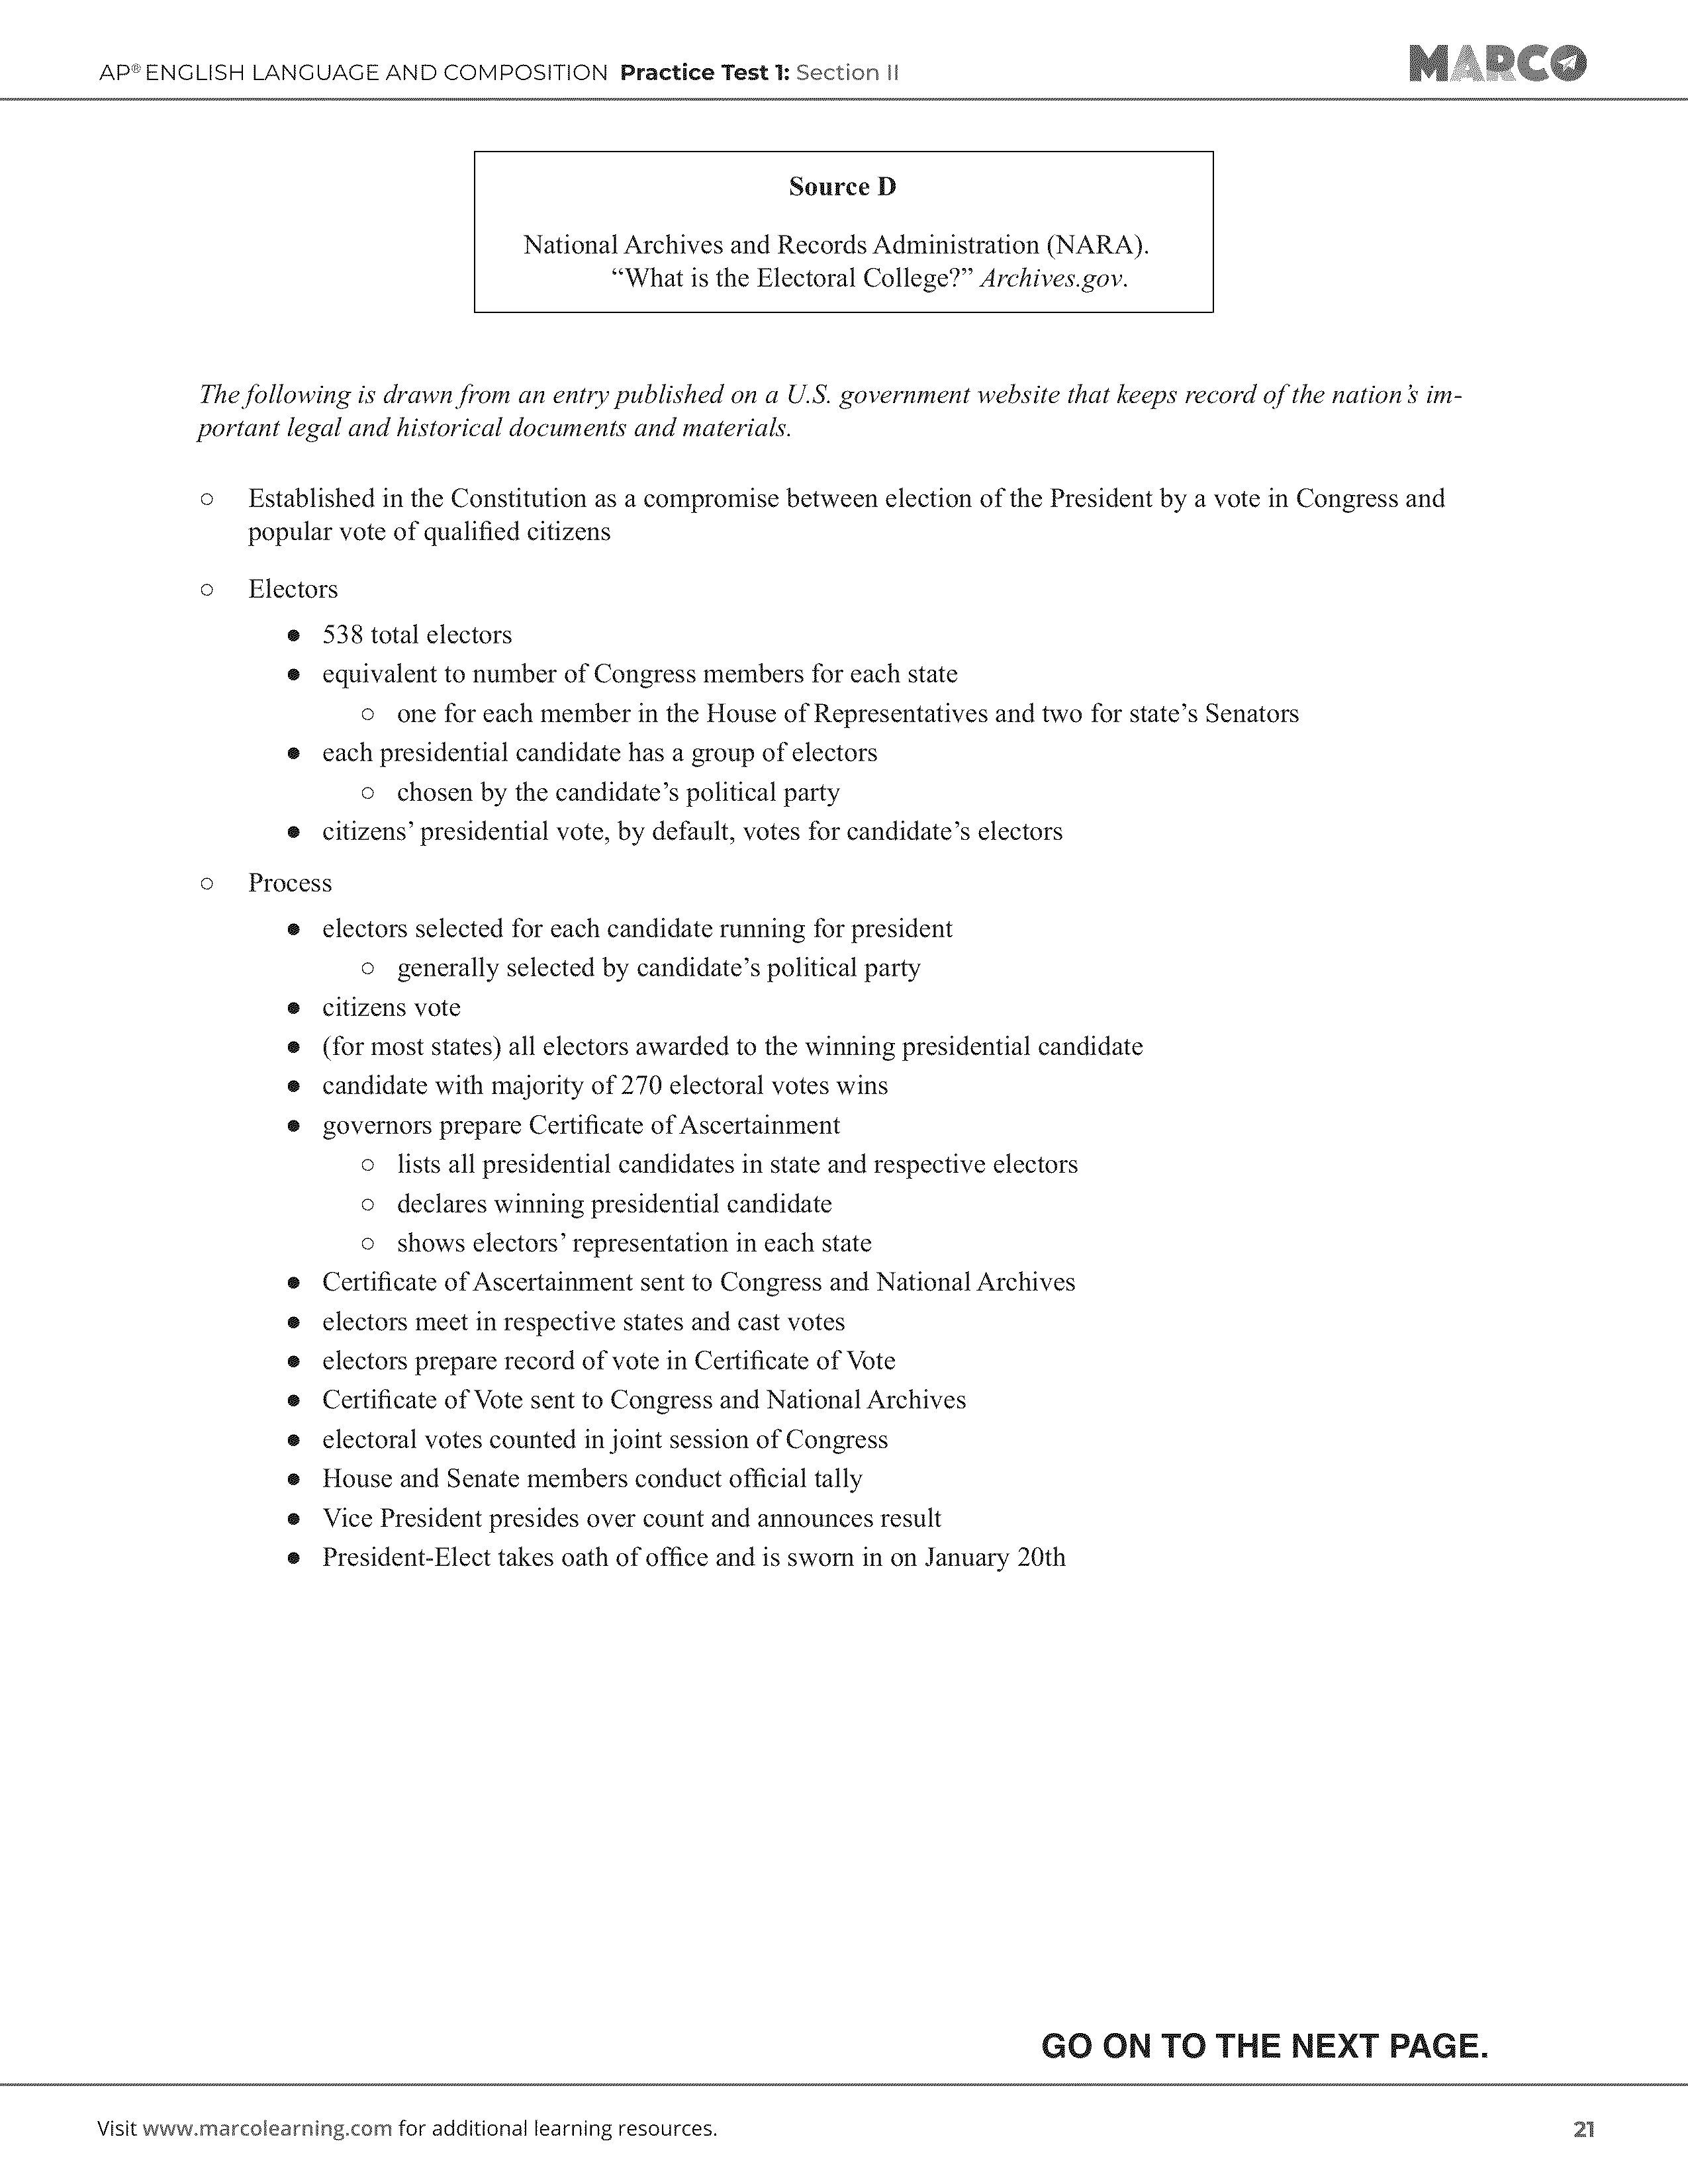 AP® ENGLISH LANGUAGE AND COMPOSITION Practice Test 1: Section II
MARCO
Source D
National Archives and Records Administration (NARA).
“What is the Electoral College?” Archives.gov.
The following is drawn from an entry published on a U.S. government website that keeps record of the nation’s im-
portant legal and historical documents and materials.
○ Established in the Constitution as a compromise between election of the President by a vote in Congress and
popular vote of qualified citizens
○ Electors
● 538 total electors
● equivalent to number of Congress members for each state
○ one for each member in the House of Representatives and two for state’s Senators
● each presidential candidate has a group of electors
○ chosen by the candidate’s political party
● citizens’ presidential vote, by default, votes for candidate’s electors
○ Process
● electors selected for each candidate running for president
○ generally selected by candidate’s political party
● citizens vote
● (for most states) all electors awarded to the winning presidential candidate
● candidate with majority of 270 electoral votes wins
● governors prepare Certificate of Ascertainment
○ lists all presidential candidates in state and respective electors
○ declares winning presidential candidate
○ shows electors’ representation in each state
● Certificate of Ascertainment sent to Congress and National Archives
● electors meet in respective states and cast votes
● electors prepare record of vote in Certificate of Vote
● Certificate of Vote sent to Congress and National Archives
● electoral votes counted in joint session of Congress
● House and Senate members conduct official tally
● Vice President presides over count and announces result
● President-Elect takes oath of office and is sworn in on January 20th
GO ON TO THE NEXT PAGE.
Visit www.marcolearning.com for additional learning resources.
21